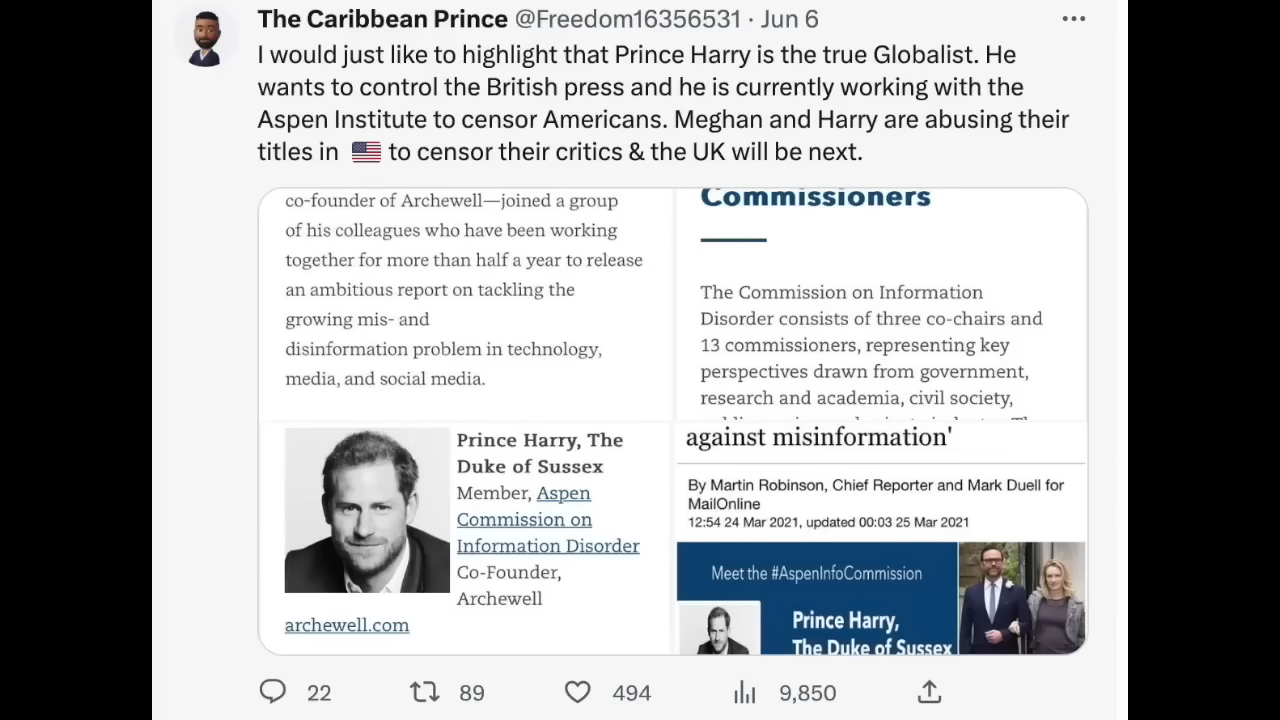 The Caribbean Prince @Freedom16356531 · Jun 6
I would just like to highlight that Prince Harry is the true Globalist. He
wants to control the British press and he is currently working with the
Aspen Institute to censor Americans. Meghan and Harry are abusing their
titles in 🇺🇸 to censor their critics & the UK will be next.
co-founder of Archewell—joined a group
of his colleagues who have been working
together for more than half a year to release
an ambitious report on tackling the
growing mis- and
disinformation problem in technology,
media, and social media.
Commissioners
The Commission on Information
Disorder consists of three co-chairs and
13 commissioners, representing key
perspectives drawn from government,
research and academia, civil society,
Prince Harry, The
Duke of Sussex
Member, Aspen
Commission on
Information Disorder
Co-Founder,
Archewell
archewell.com
against misinformation'
By Martin Robinson, Chief Reporter and Mark Duell for
MailOnline
12:54 24 Mar 2021, updated 00:03 25 Mar 2021
Meet the #AspenInfoCommission
Prince Harry,
The Duke of Sussex
22
89
494
9,850